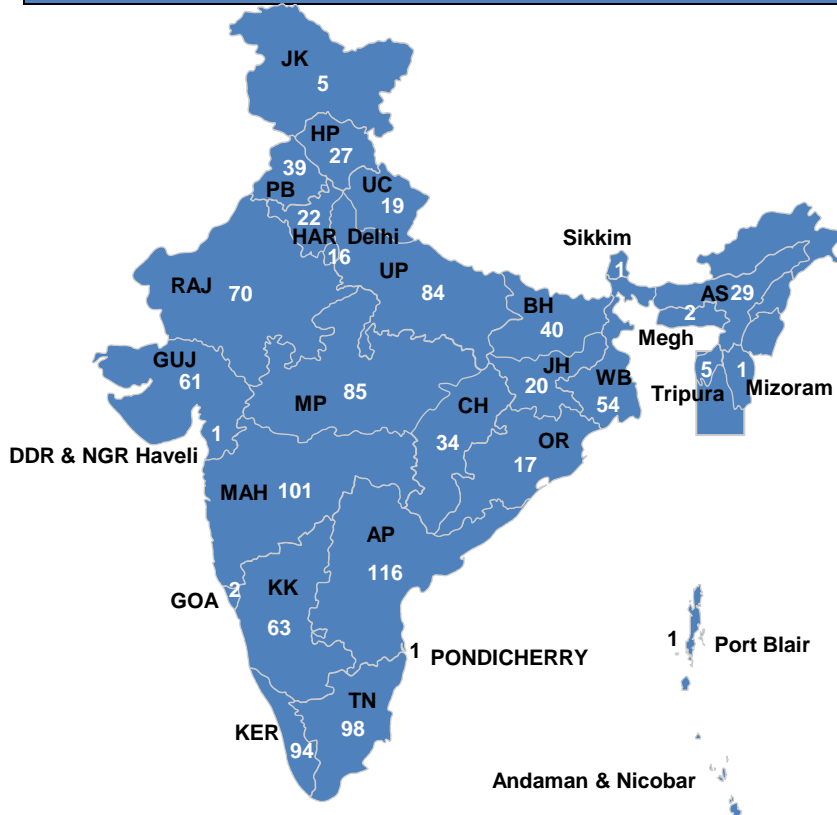 JK
5
HP
27
39
PB
UC
19
22
HAR Delhi
16
Sikkim
1
RAJ 70
UP
84
AS 29
2
BH
40
Megh
GUJ
61
MP 85
JH
20
WB
54
5
Tripura
1
Mizoram
CH
34
OR
17
1
DDR & NGR Haveli
MAH 101
AP
116
2
GOA
KK
63
1 PONDICHERRY
1
Port Blair
TN
98
KER
94
Andaman & Nicobar